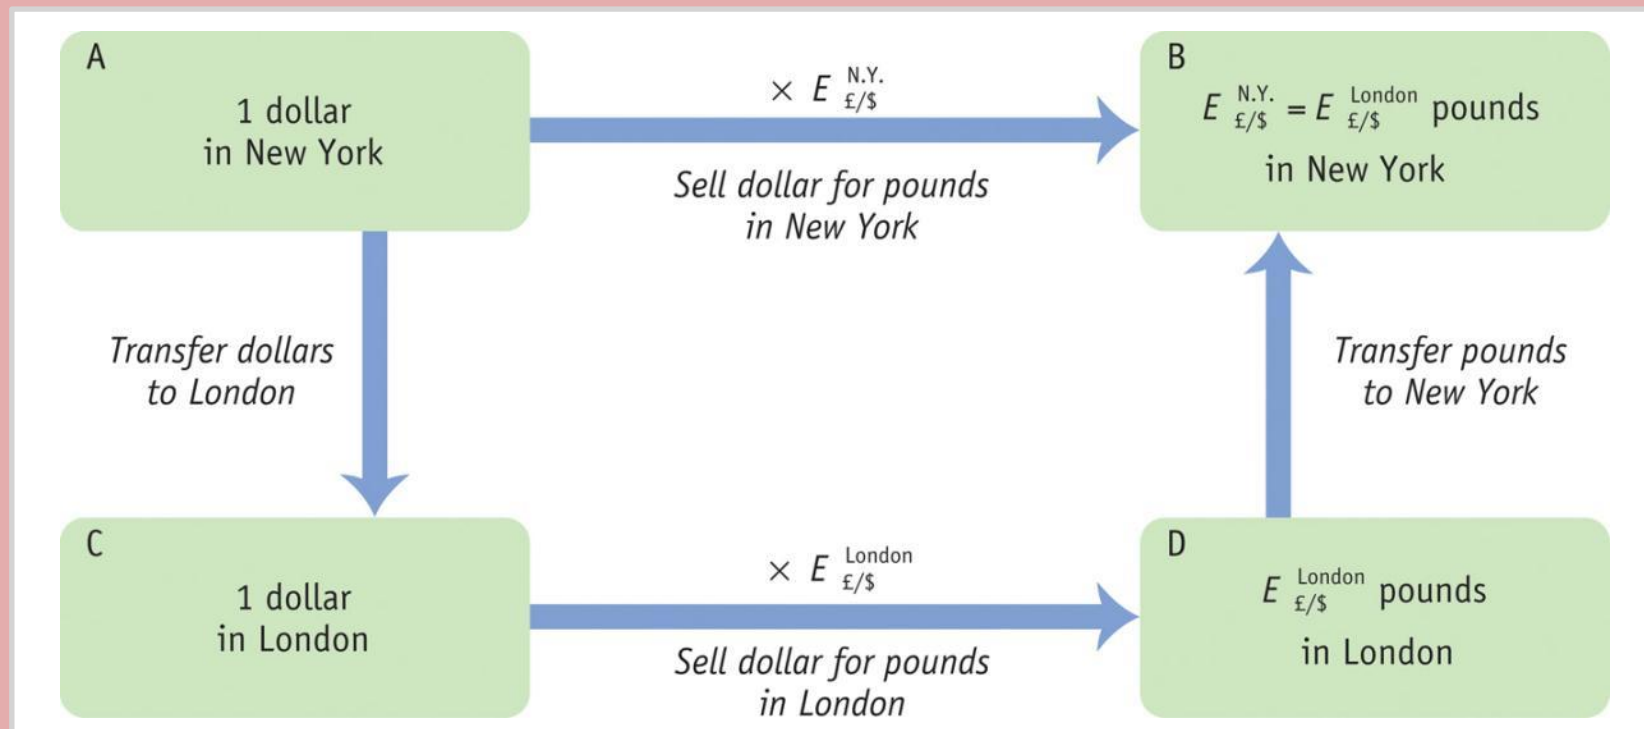 A
1 dollar
in New York
× E N.Y. £/$
Sell dollar for pounds
in New York
B
E N.Y. £/$ = E London £/$ pounds
in New York
Transfer dollars
to London
Transfer pounds
to New York
C
1 dollar
in London
× E London £/$
Sell dollar for pounds
in London
D
E London £/$ pounds
in London